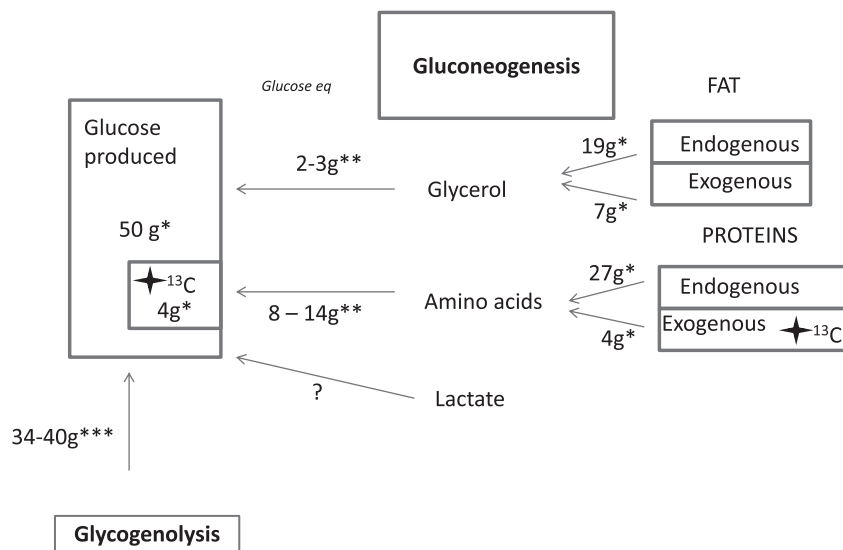 Gluconeogenesis
Glucose eq
FAT
Glucose
produced
19g*
Endogenous
2-3g**
Glycerol
Exogenous
7g*
50 g*
PROTEINS
27g*
¹³C
4g*
Amino acids
Endogenous
8 – 14g**
Exogenous
¹³C
4g*
?
Lactate
34-40g***
Glycogenolysis